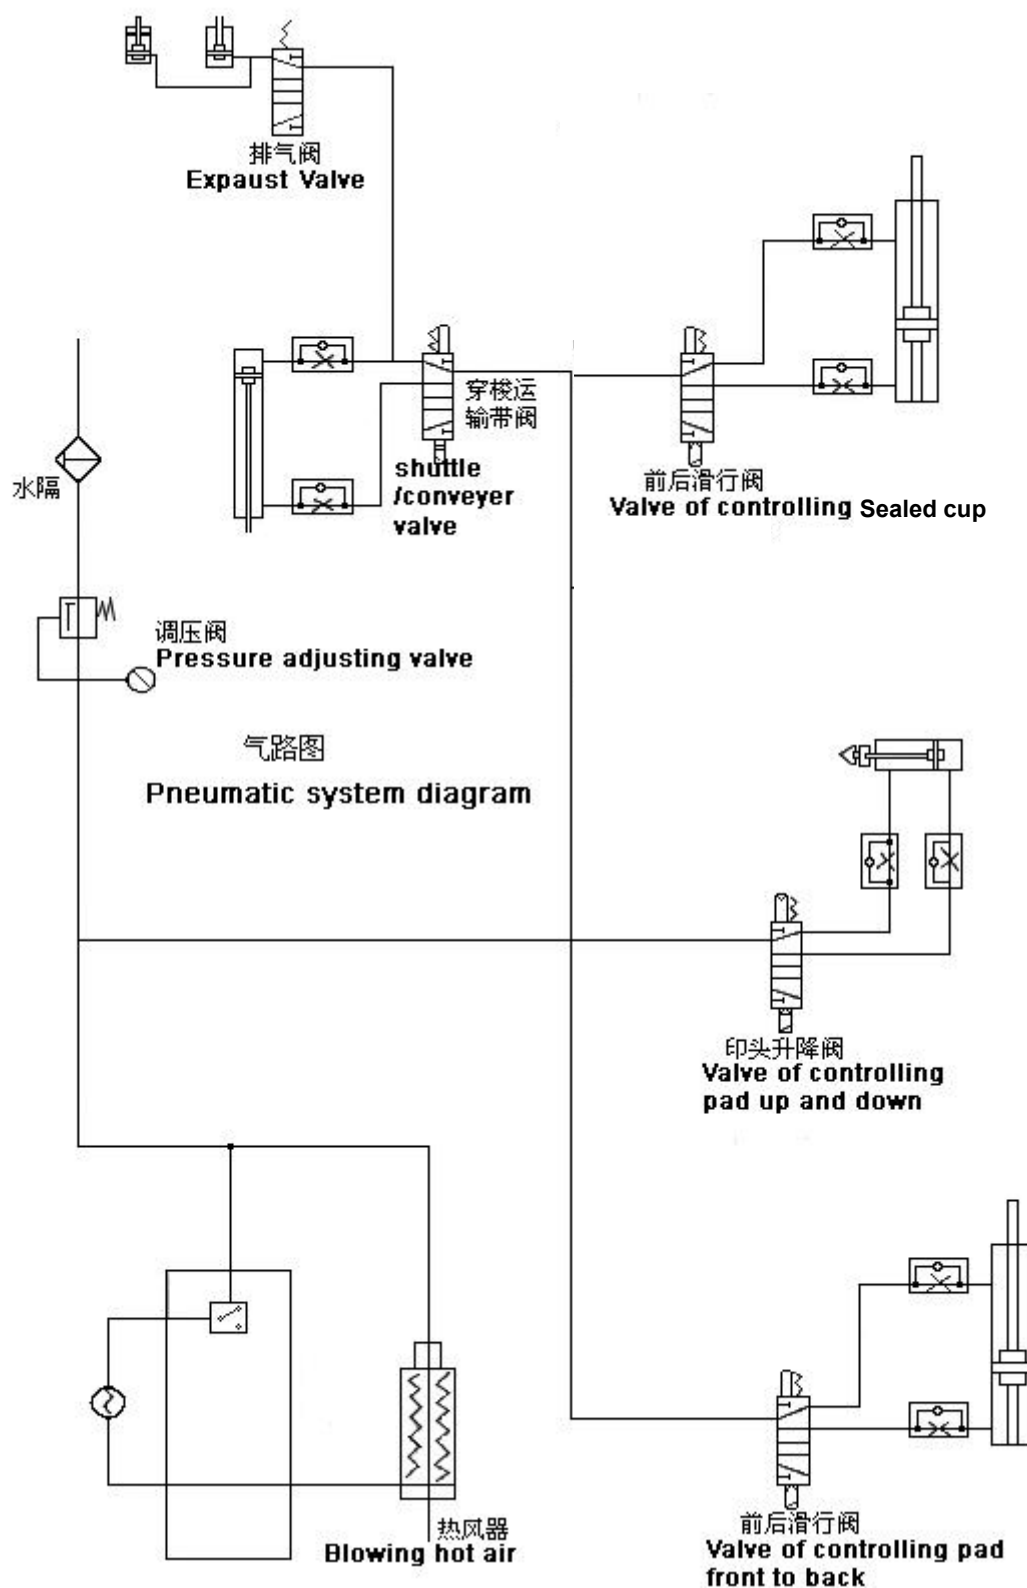 排气阀
Expaust Valve
穿梭运
输带阀
shuttle
/conveyer
valve
前后滑行阀
Valve of controlling Sealed cup
水隔
调压阀
Pressure adjusting valve
气路图
Pneumatic system diagram
印头升降阀
Valve of controlling
pad up and down
热风器
Blowing hot air
前后滑行阀
Valve of controlling pad
front to back